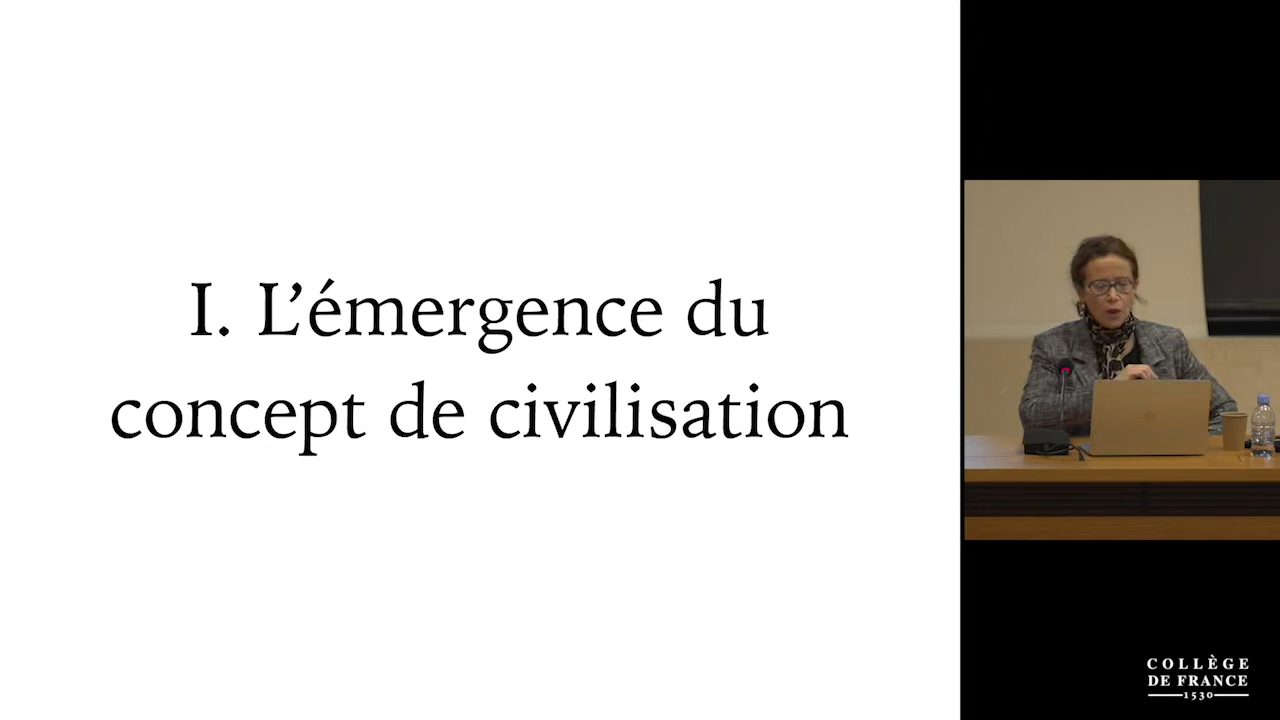 I. L’émergence du
concept de civilisation
COLLÈGE
DE FRANCE
1530